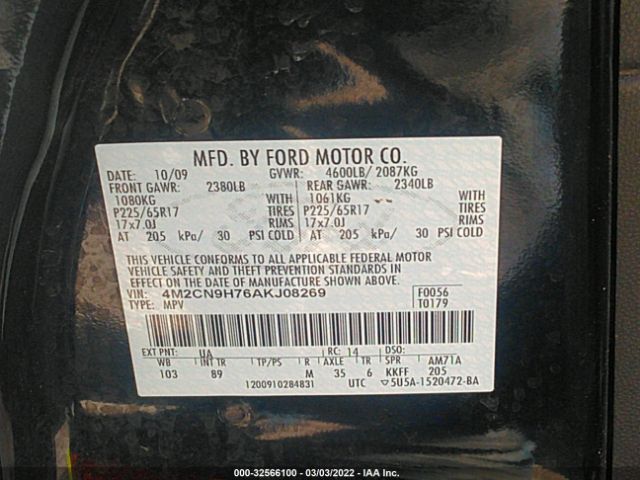 MFD. BY FORD MOTOR CO.
DATE: 10/09 GVWR: 4600LB/ 2087KG
FRONT GAWR: 2380LB REAR GAWR: 2340LB
1080KG WITH 1061KG WITH
P225/65R17 TIRES P225/65R17 TIRES
17x7.0J RIMS 17x7.0J RIMS
AT 205 kPa/ 30 PSI COLD AT 205 kPa/ 30 PSI COLD
THIS VEHICLE CONFORMS TO ALL APPLICABLE FEDERAL MOTOR
VEHICLE SAFETY AND BUMPER AND THEFT PREVENTION STANDARDS IN
EFFECT ON THE DATE OF MANUFACTURE SHOWN ABOVE.
VIN: 4M2CN9H76AKJ08269 F0056
TYPE: MPV T0179
EXT PNT: UA RC: 14 DSO:
WB INT TR TP/PS R AXLE TR SPR AM71A
103 89 M 35 6 KKFF 205
1200910284831 UTC ▽5U5A-1520472-BA
000-32566100 - 03/03/2022 - IAA Inc.